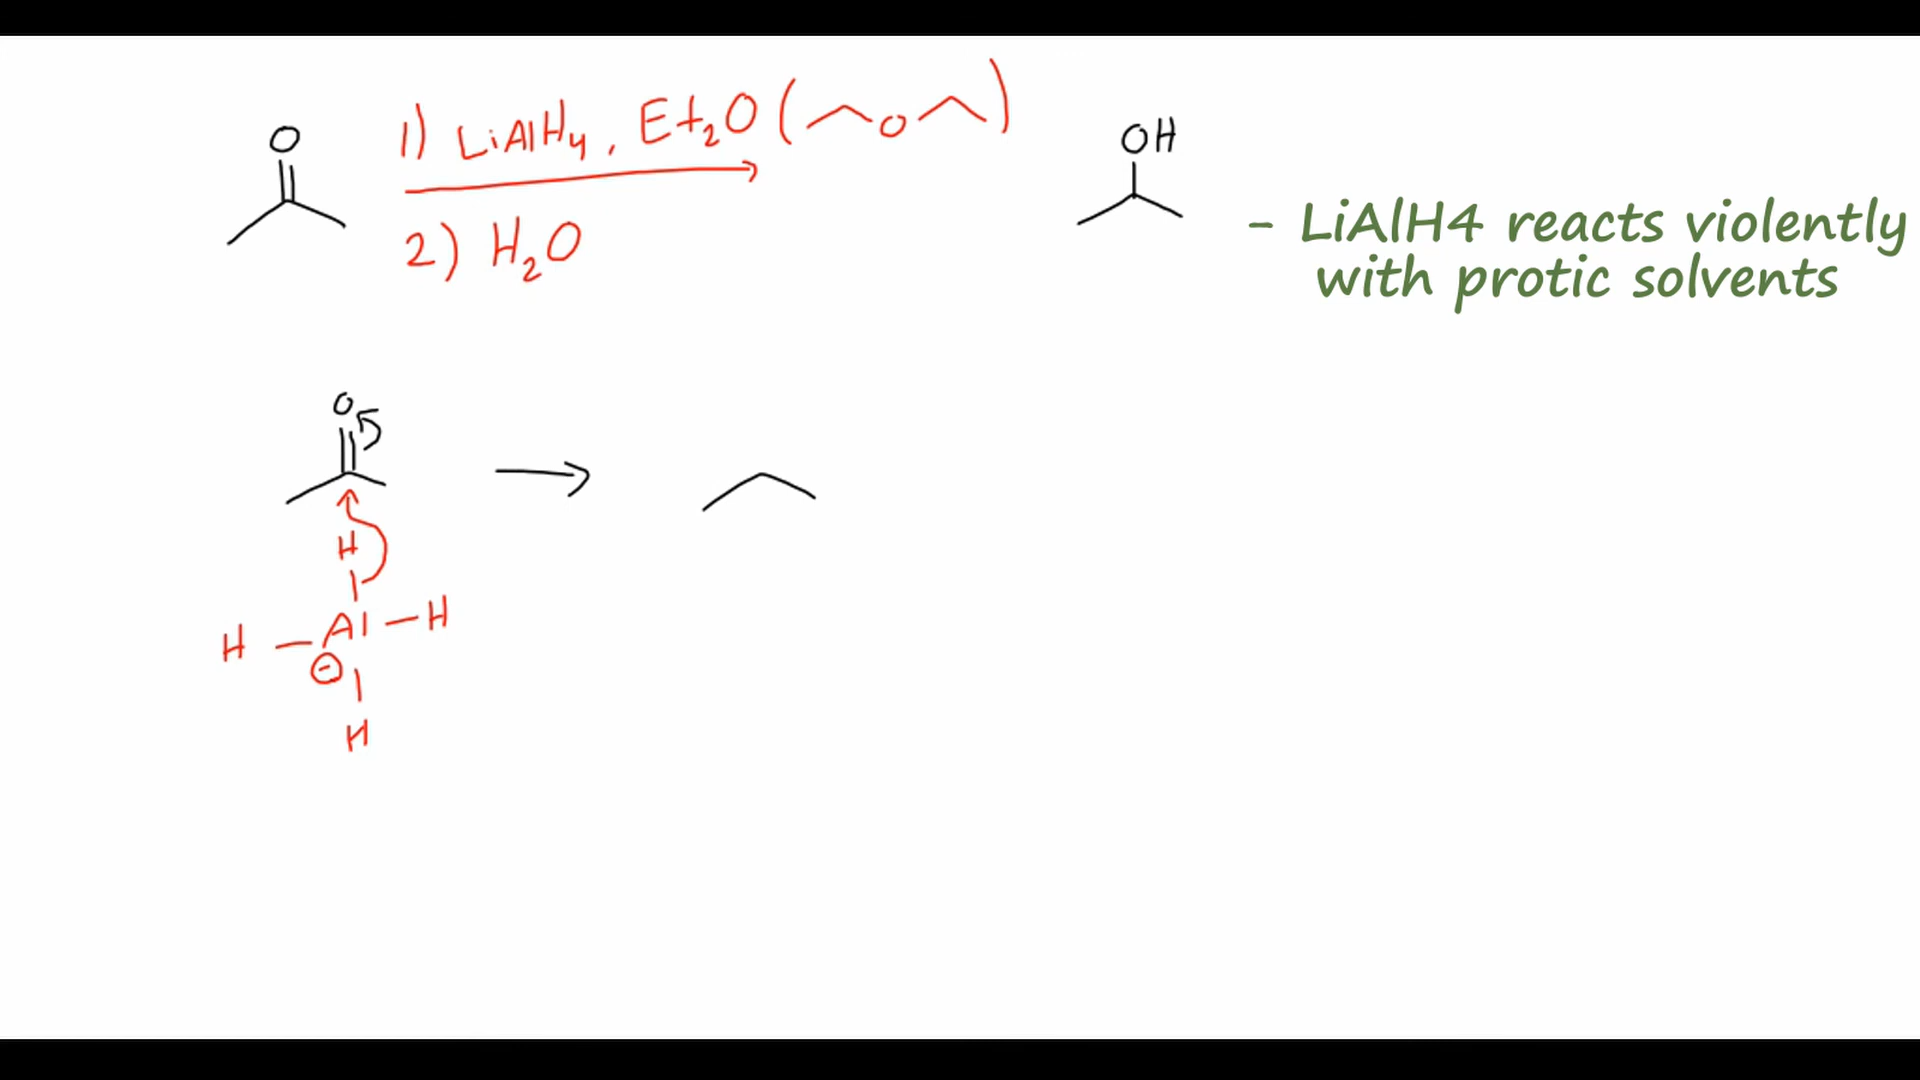 O
1) LiAlH4, Et2O ( O )
2) H2O
OH
- LiAlH4 reacts violently
with protic solvents
O
H
H - Al - H
⊖
H